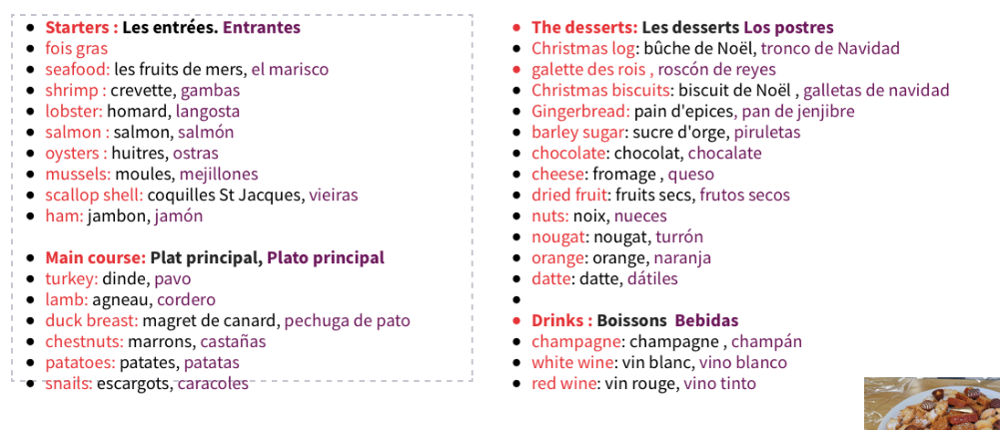 Starters : Les entrées. Entrantes
fois gras
seafood: les fruits de mers, el marisco
shrimp : crevette, gambas
lobster: homard, langosta
salmon : salmon, salmón
oysters : huitres, ostras
mussels: moules, mejillones
scallop shell: coquilles St Jacques, vieiras
ham: jambon, jamón
Main course: Plat principal, Plato principal
turkey: dinde, pavo
lamb: agneau, cordero
duck breast: magret de canard, pechuga de pato
chestnuts: marrons, castañas
patatoes: patates, patatas
snails: escargots, caracoles
The desserts: Les desserts Los postres
Christmas log: bûche de Noël, tronco de Navidad
galette des rois , roscón de reyes
Christmas biscuits: biscuit de Noël , galletas de navidad
Gingerbread: pain d'epices, pan de jenjibre
barley sugar: sucre d'orge, piruletas
chocolate: chocolat, chocalate
cheese: fromage , queso
dried fruit: fruits secs, frutos secos
nuts: noix, nueces
nougat: nougat, turrón
orange: orange, naranja
datte: datte, dátiles
Drinks : Boissons Bebidas
champagne: champagne , champán
white wine: vin blanc, vino blanco
red wine: vin rouge, vino tinto